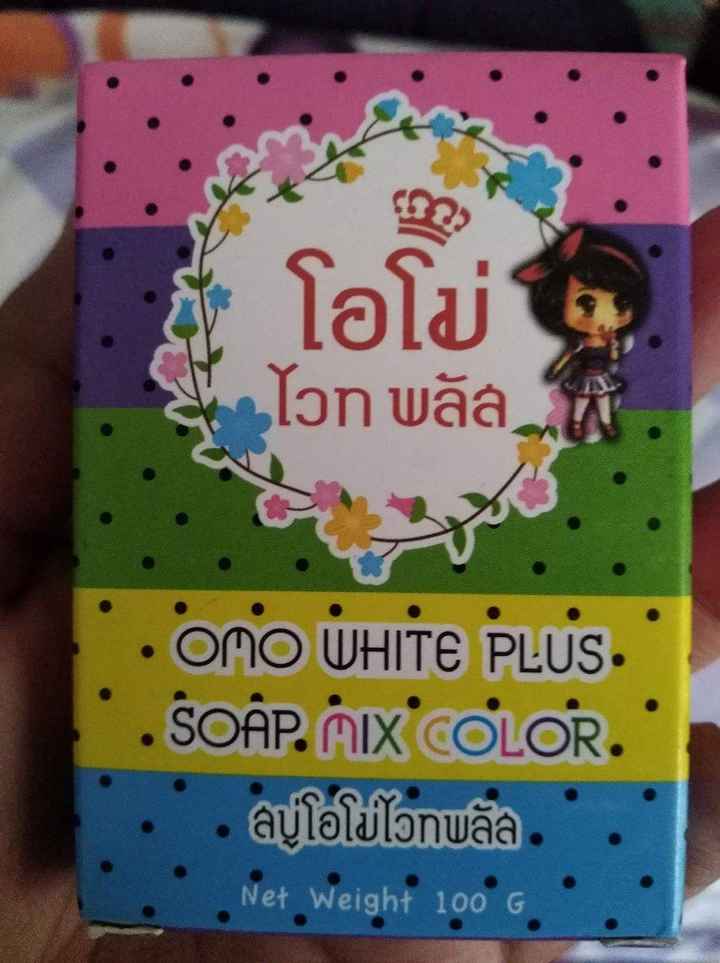 โอโม่
ไวท พลัส
OMO WHITE PLUS
SOAP MIX COLOR
สบู่โอโม่ไวทพลัส
Net Weight 100 G